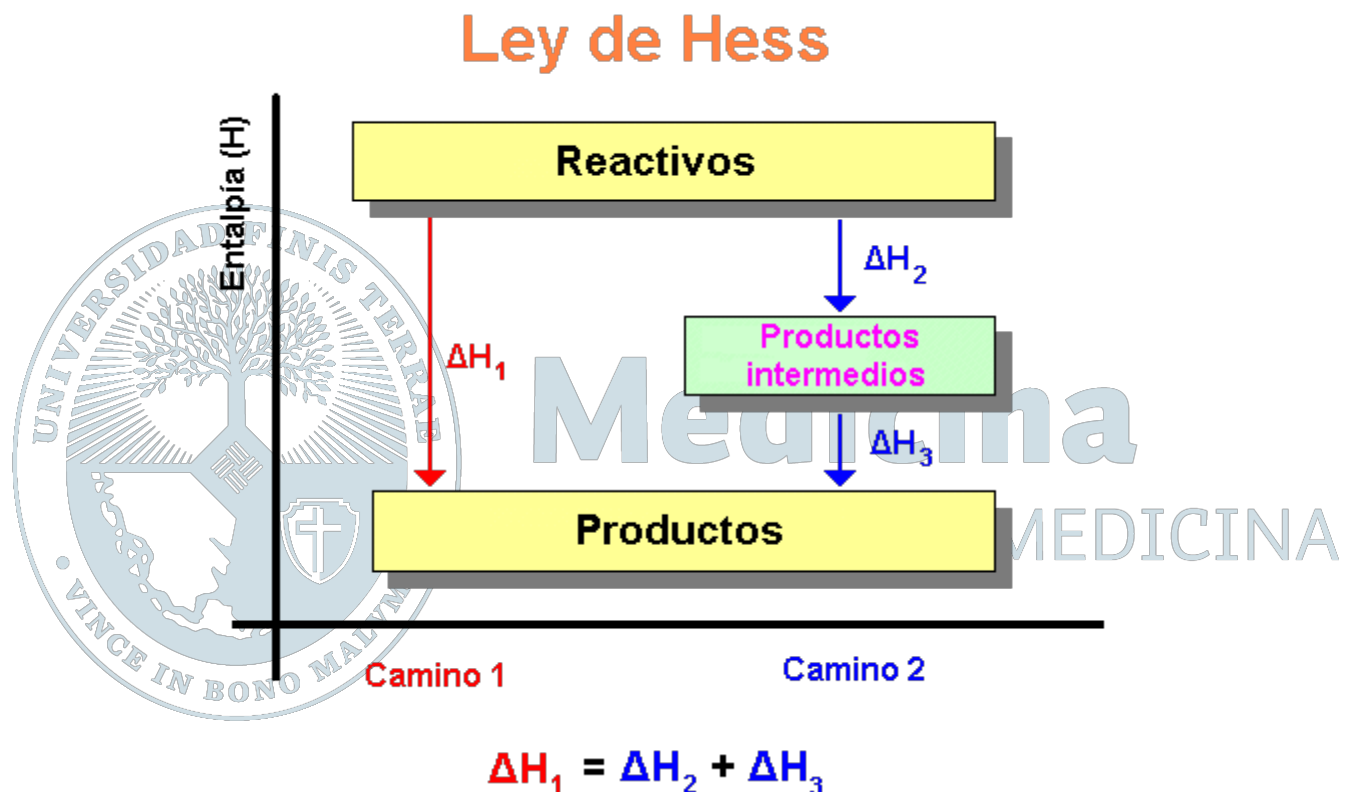 Ley de Hess
Entalpía (H)
Reactivos
ΔH₂
ΔH₁
Productos
intermedios
ΔH₃
Productos
Camino 1
Camino 2
ΔH₁ = ΔH₂ + ΔH₃
UNIVERSIDAD FINIS TERRAE
VINCE IN BONO MALVM
Medicina
MEDICINA